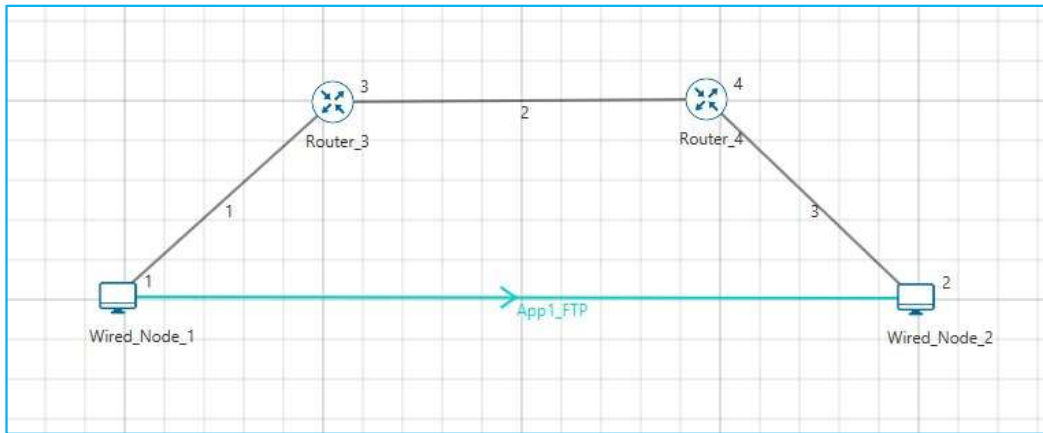 3
4
2
Router_3
Router_4
1
3
1
2
App1_FTP
Wired_Node_1
Wired_Node_2